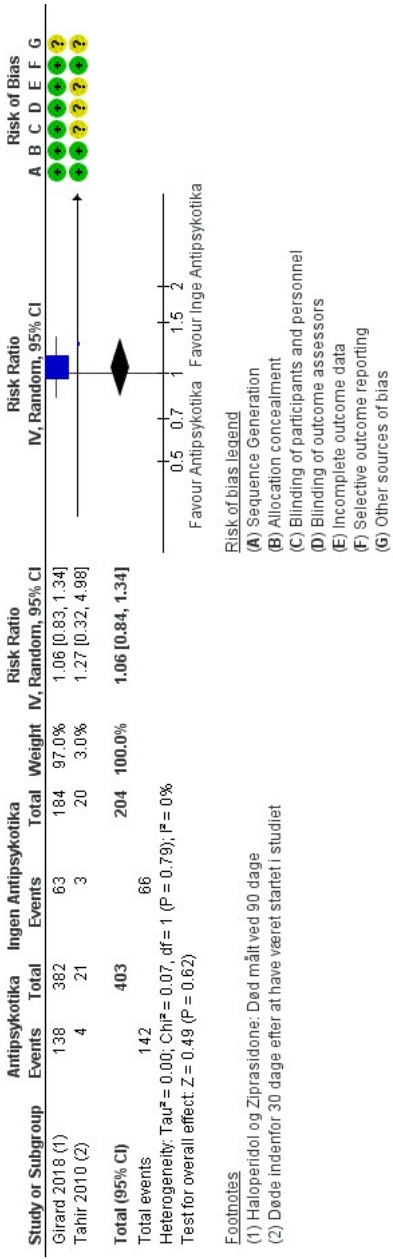 Antipsykotika Ingen Antipsykotika Risk Ratio Risk Ratio Risk of Bias
Study or Subgroup Events Total Events Total Weight IV, Random, 95% CI IV, Random, 95% CI A B C D E F G
Girard 2018 (1) 138 382 63 184 97.0% 1.06 [0.83, 1.34] + + + + + + ?
Tahir 2010 (2) 4 21 3 20 3.0% 1.27 [0.32, 4.98] + + ? ? ? + ?
Total (95% CI) 403 204 100.0% 1.06 [0.84, 1.34]
Total events 142 66
Heterogeneity: Tau² = 0.00; Chi² = 0.07, df = 1 (P = 0.79); I² = 0%
Test for overall effect: Z = 0.49 (P = 0.62)
0.5 0.7 1 1.5 2
Favour Antipsykotika Favour Inge Antipsykotika
Footnotes
(1) Haloperidol og Ziprasidone: Død målt ved 90 dage
(2) Døde indenfor 30 dage efter at have været startet i studiet
Risk of bias legend
(A) Sequence Generation
(B) Allocation concealment
(C) Blinding of participants and personnel
(D) Blinding of outcome assessors
(E) Incomplete outcome data
(F) Selective outcome reporting
(G) Other sources of bias